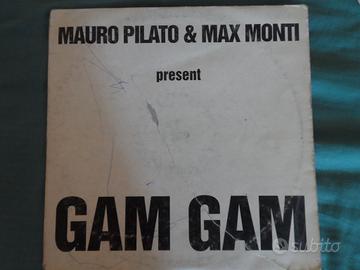 MAURO PILATO & MAX MONTI
present
GAM GAM
subito